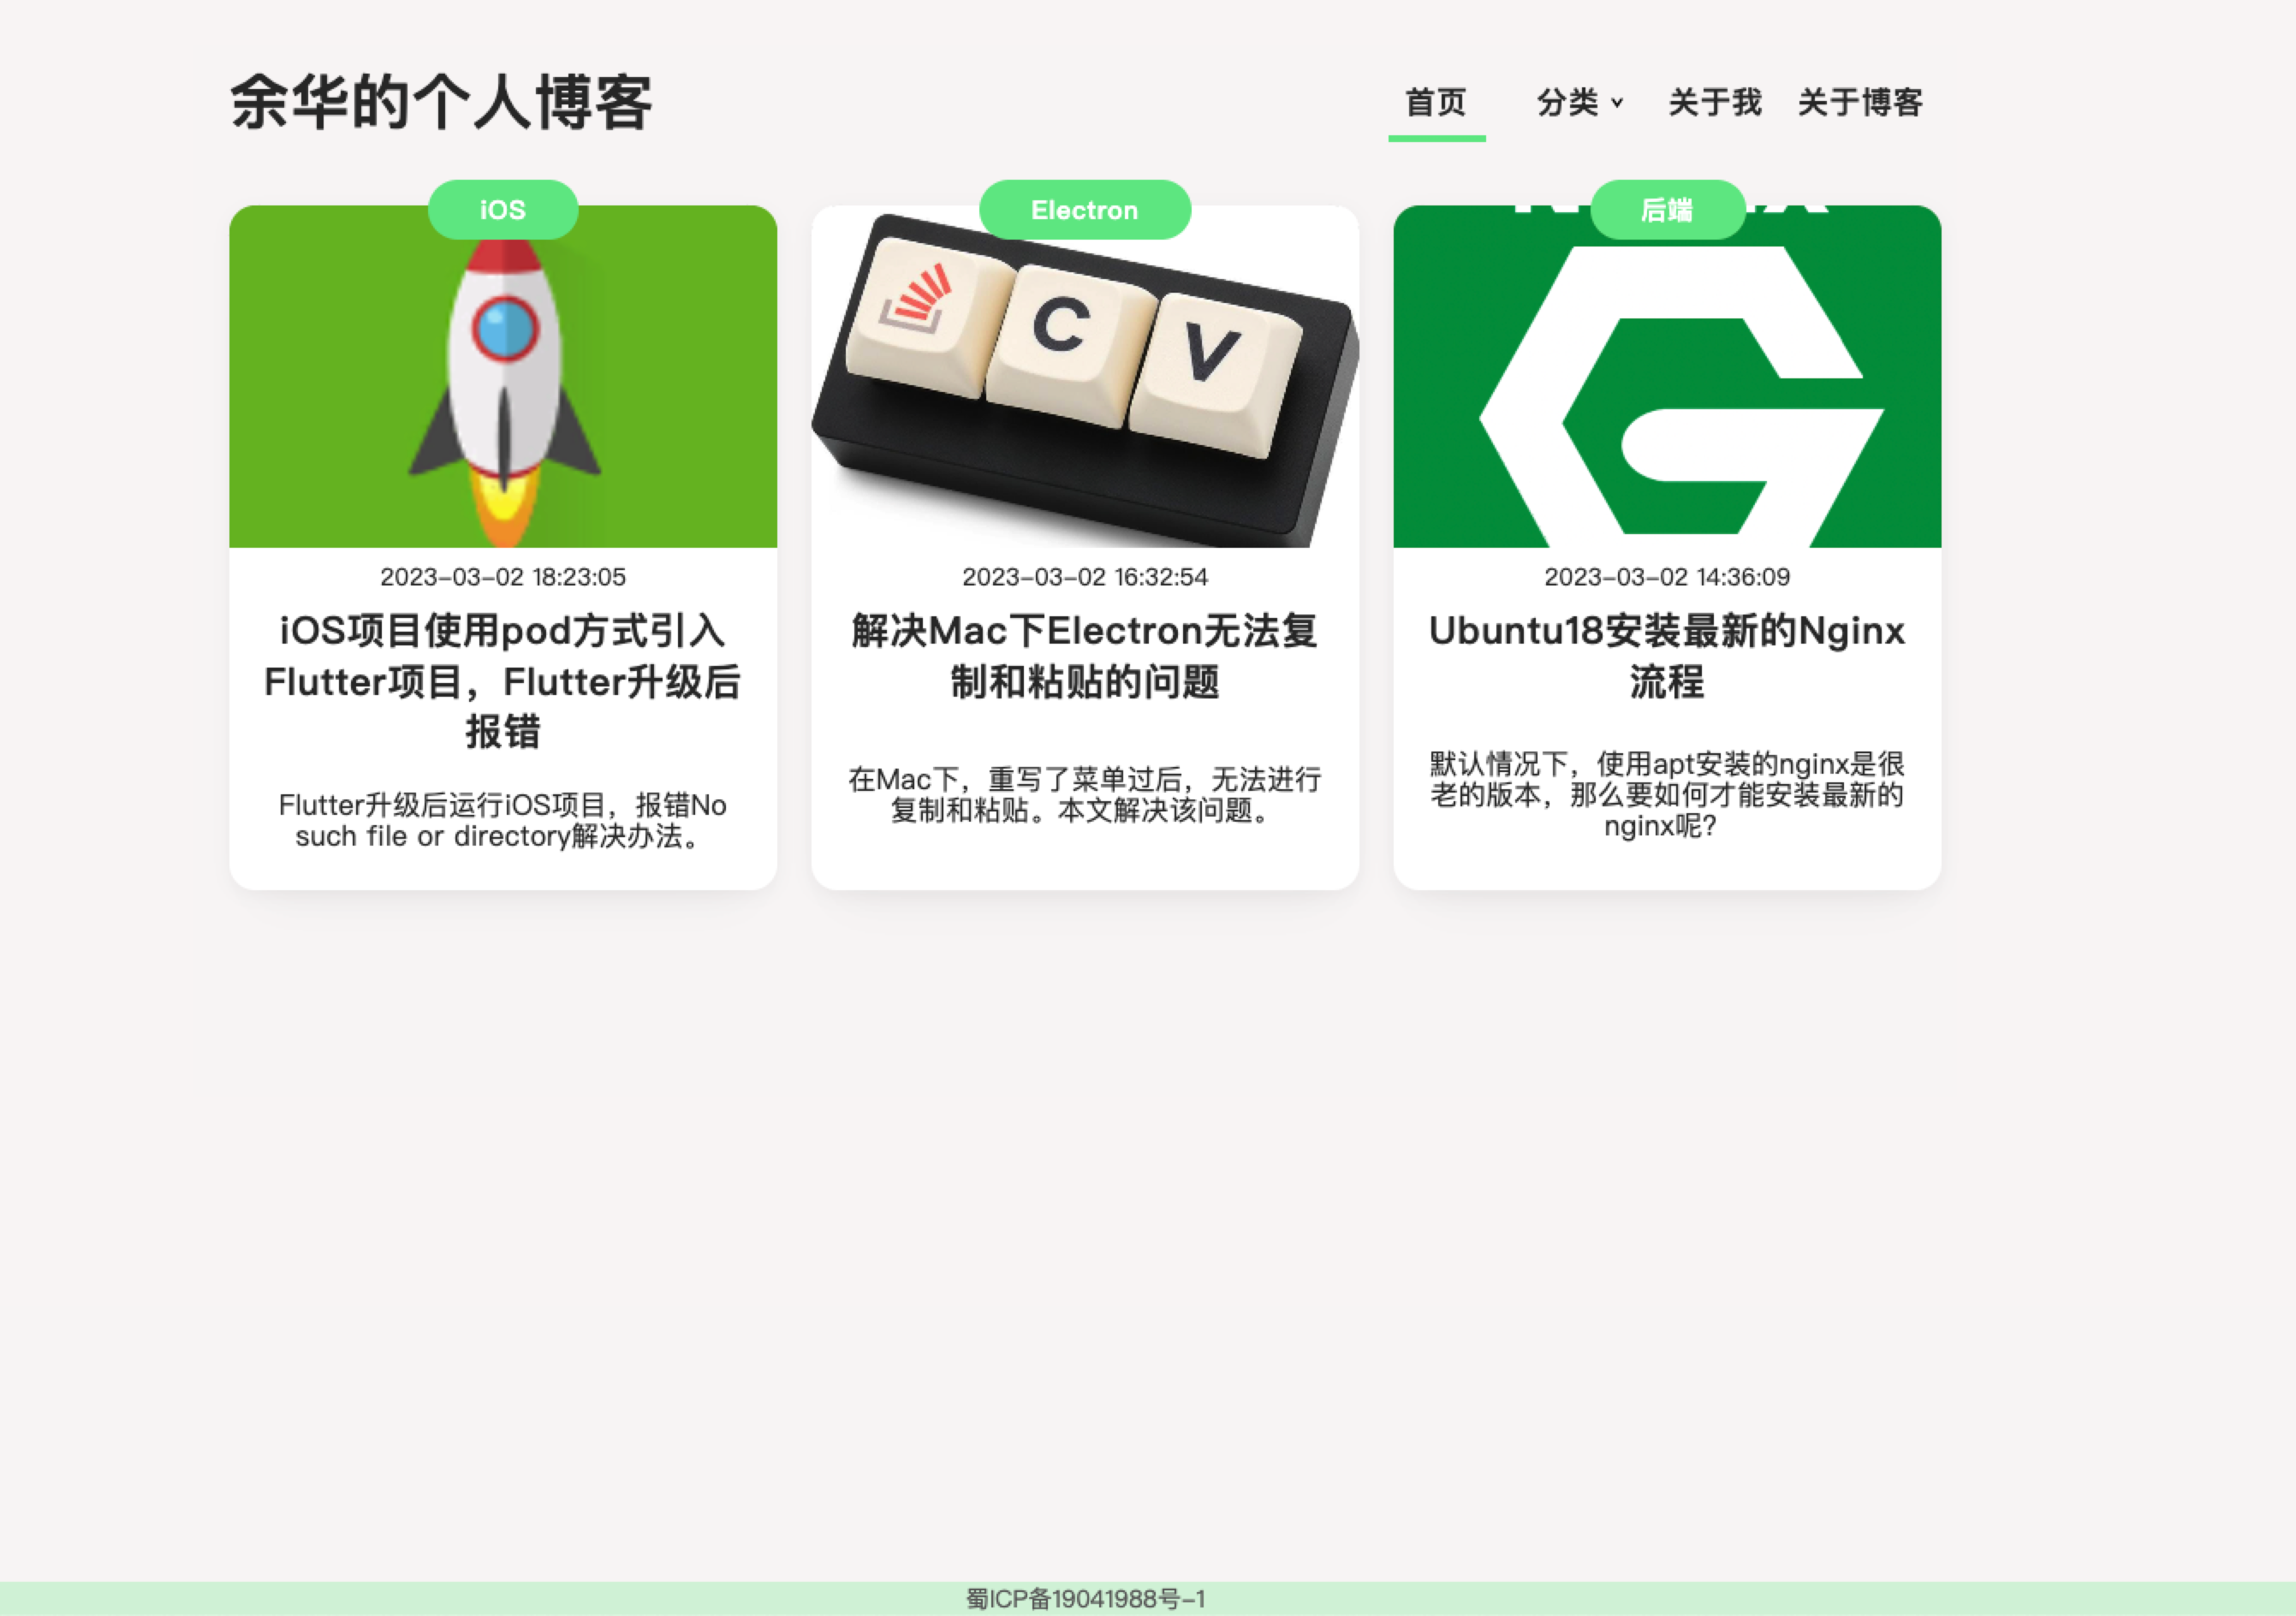 余华的个人博客
首页 分类 关于我 关于博客
iOS
2023-03-02 18:23:05
iOS项目使用pod方式引入
Flutter项目，Flutter升级后
报错
Flutter升级后运行iOS项目，报错No
such file or directory解决办法。
Electron
C V
2023-03-02 16:32:54
解决Mac下Electron无法复
制和粘贴的问题
在Mac下，重写了菜单过后，无法进行
复制和粘贴。本文解决该问题。
后端
2023-03-02 14:36:09
Ubuntu18安装最新的Nginx
流程
默认情况下，使用apt安装的nginx是很
老的版本，那么要如何才能安装最新的
nginx呢？
蜀ICP备19041988号-1